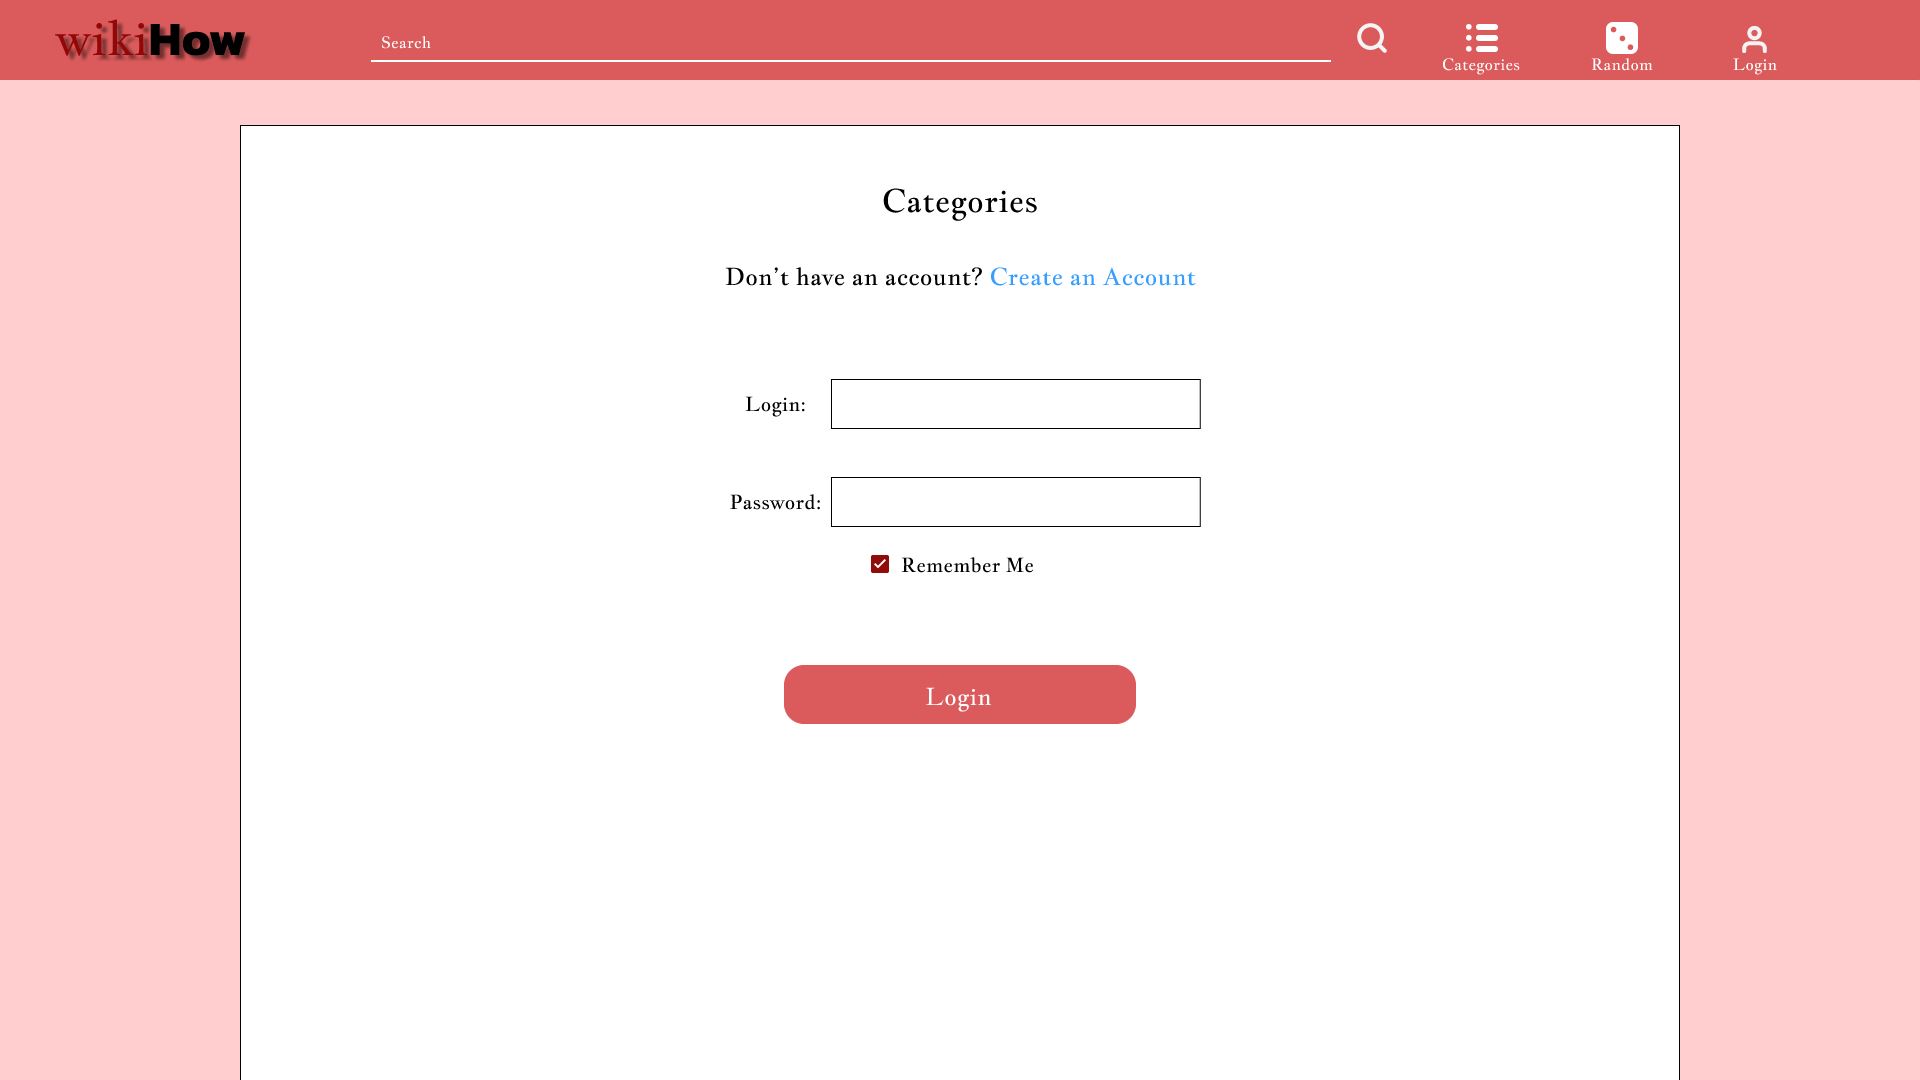 wikiHow
Search
Categories
Random
Login
Categories
Don’t have an account? Create an Account
Login:
Password:
Remember Me
Login